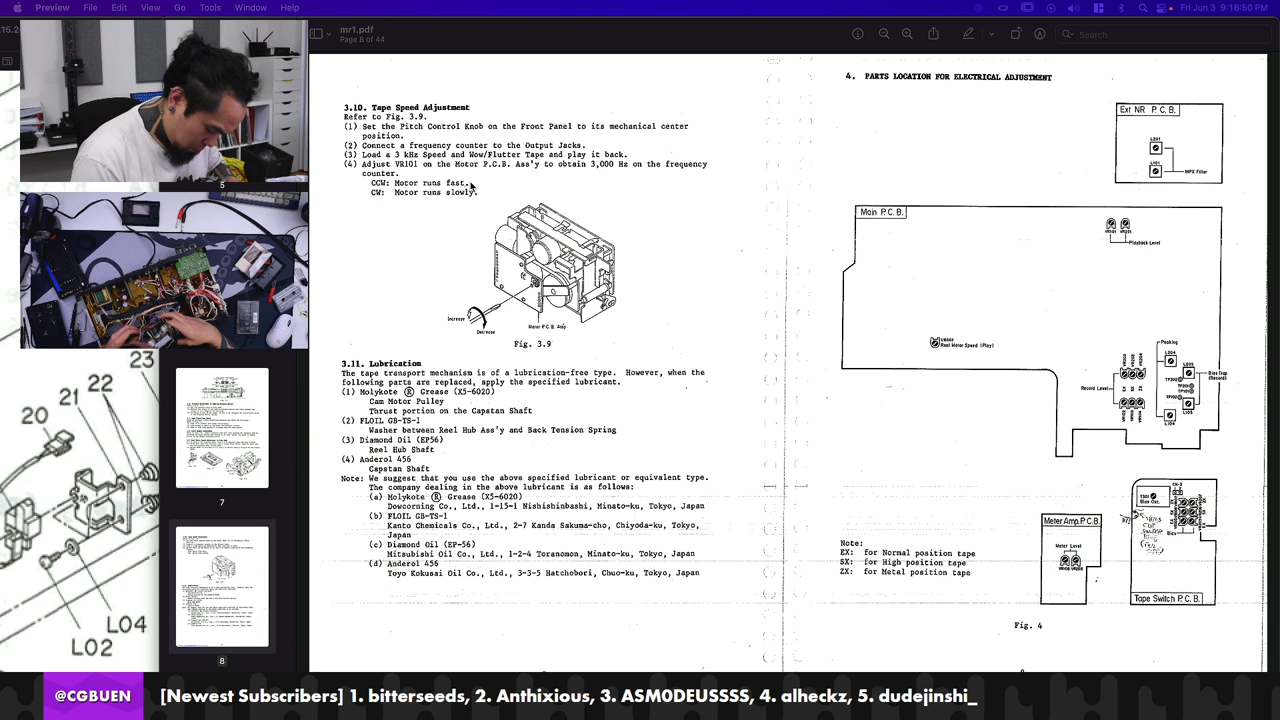 Preview File Edit View Go Tools Window Help
Fri Jun 3 9:16:50 PM
.15.2
mr1.pdf
Page 8 of 44
Search
5
7
8
23
22
21
20
L04
L02
3.10. Tape Speed Adjustment
Refer to Fig. 3.9.
(1) Set the Pitch Control Knob on the Front Panel to its mechanical center
position.
(2) Connect a frequency counter to the Output Jacks.
(3) Load a 3 kHz Speed and Wow/Flutter Tape and play it back.
(4) Adjust VR101 on the Motor P.C.B. Ass'y to obtain 3,000 Hz on the frequency
counter.
CCW: Motor runs fast.
CW: Motor runs slowly.
Increase
Decrease
Motor P.C.B. Ass'y
Fig. 3.9
3.11. Lubrication
The tape transport mechanism is of a lubrication-free type. However, when the
following parts are replaced, apply the specified lubricant.
(1) Molykote ® Grease (X5-6020)
Cam Motor Pulley
Thrust portion on the Capstan Shaft
(2) FLOIL GB-TS-1
Washer between Reel Hub Ass'y and Back Tension Spring
(3) Diamond Oil (EP56)
Reel Hub Shaft
(4) Anderol 456
Capstan Shaft
Note: We suggest that you use the above specified lubricant or equivalent type.
The company dealing in the above lubricant is as follows:
(a) Molykote ® Grease (X5-6020)
Dowcorning Co., Ltd., 1-15-1 Nishishinbashi, Minato-ku, Tokyo, Japan
(b) FLOIL GB-TS-1
Kanto Chemicals Co., Ltd., 2-7 Kanda Sakuma-cho, Chiyoda-ku, Tokyo,
Japan
(c) Diamond Oil (EP-56)
Mitsubishi Oil Co., Ltd., 1-2-4 Toranomon, Minato-ku, Tokyo, Japan
(d) Anderol 456
Toyo Kokusai Oil Co., Ltd., 3-3-5 Hatchobori, Chuo-ku, Tokyo, Japan
4. PARTS LOCATION FOR ELECTRICAL ADJUSTMENT
Ext NR P.C.B.
L201
L101
MPX Filter
Main P.C.B.
Playback Level
Reel Motor Speed (Play)
Peaking
L204
Record Level
Bias Trap
(Record)
L104
Meter Amp. P.C.B.
Meter Level
Bias Osc.
Bias
Tape Switch P.C.B.
Note:
EX: for Normal position tape
SX: for High position tape
ZX: for Metal position tape
Fig. 4
@CGBUEN
[Newest Subscribers] 1. bitterseeds, 2. Anthixious, 3. ASM0DEUSSSS, 4. alheckz, 5. dudejinshi_